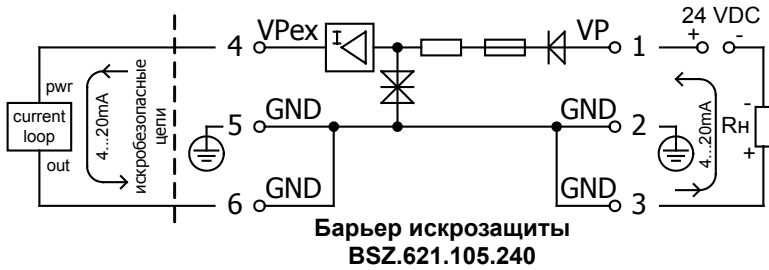 24 VDC
+ -
4 VPex I VP 1
pwr
current
loop
out
4...20mA
искробезопасные
цепи
5 GND GND 2
4...20mA
-
Rн
+
6 GND GND 3
Барьер искрозащиты
BSZ.621.105.240